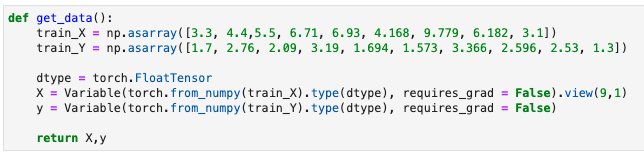 def get_data():
    train_X = np.asarray([3.3, 4.4,5.5, 6.71, 6.93, 4.168, 9.779, 6.182, 3.1])
    train_Y = np.asarray([1.7, 2.76, 2.09, 3.19, 1.694, 1.573, 3.366, 2.596, 2.53, 1.3])
    dtype = torch.FloatTensor
    X = Variable(torch.from_numpy(train_X).type(dtype), requires_grad = False).view(9,1)
    y = Variable(torch.from_numpy(train_Y).type(dtype), requires_grad = False)
    return X,y